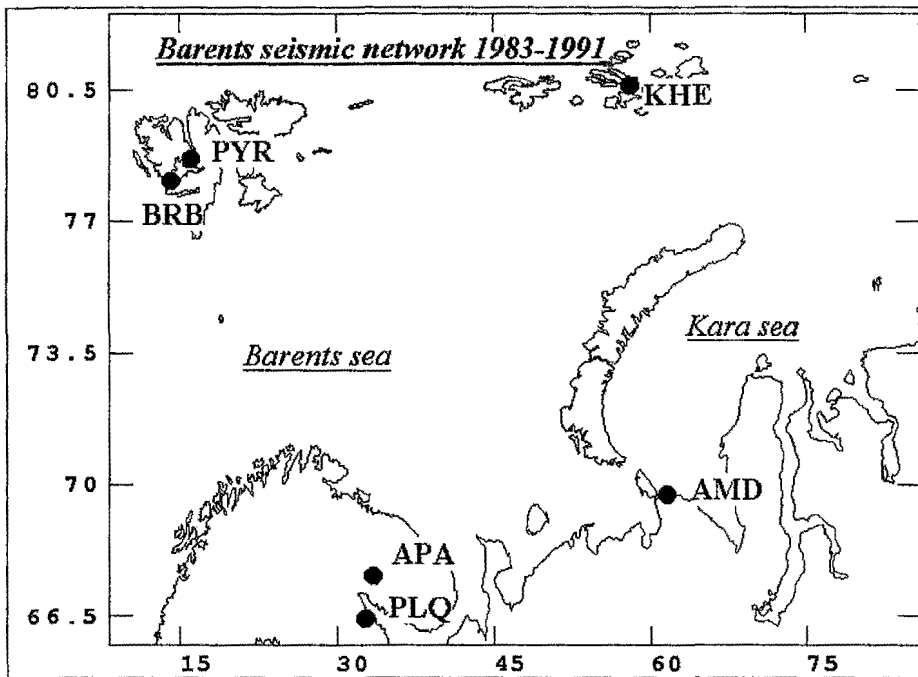 Barents seismic network 1983-1991
80.5
KHE
PYR
BRB
77
Kara sea
73.5
Barents sea
70
AMD
APA
PLQ
66.5
15
30
45
60
75